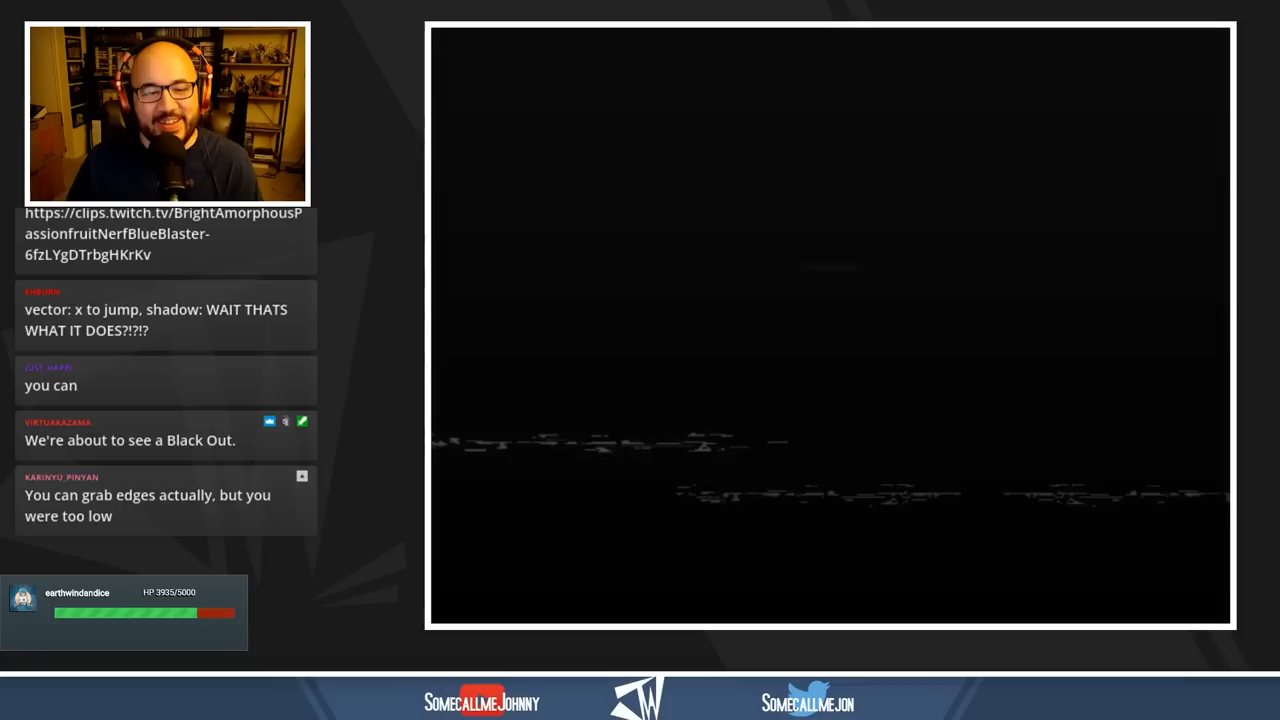 https://clips.twitch.tv/BrightAmorphousP
assionfruitNerfBlueBlaster-
6fzLYgDTrbgHKrKv
EHBURN
vector: x to jump, shadow: WAIT THATS
WHAT IT DOES?!?!?
JUST_HAPPI
you can
VIRTUAKAZAMA
We're about to see a Black Out.
KARINYU_PINYAN
You can grab edges actually, but you
were too low
earthwindandice HP 3935/5000
SOMECALLMEJOHNNY
SOMECALLMEJON